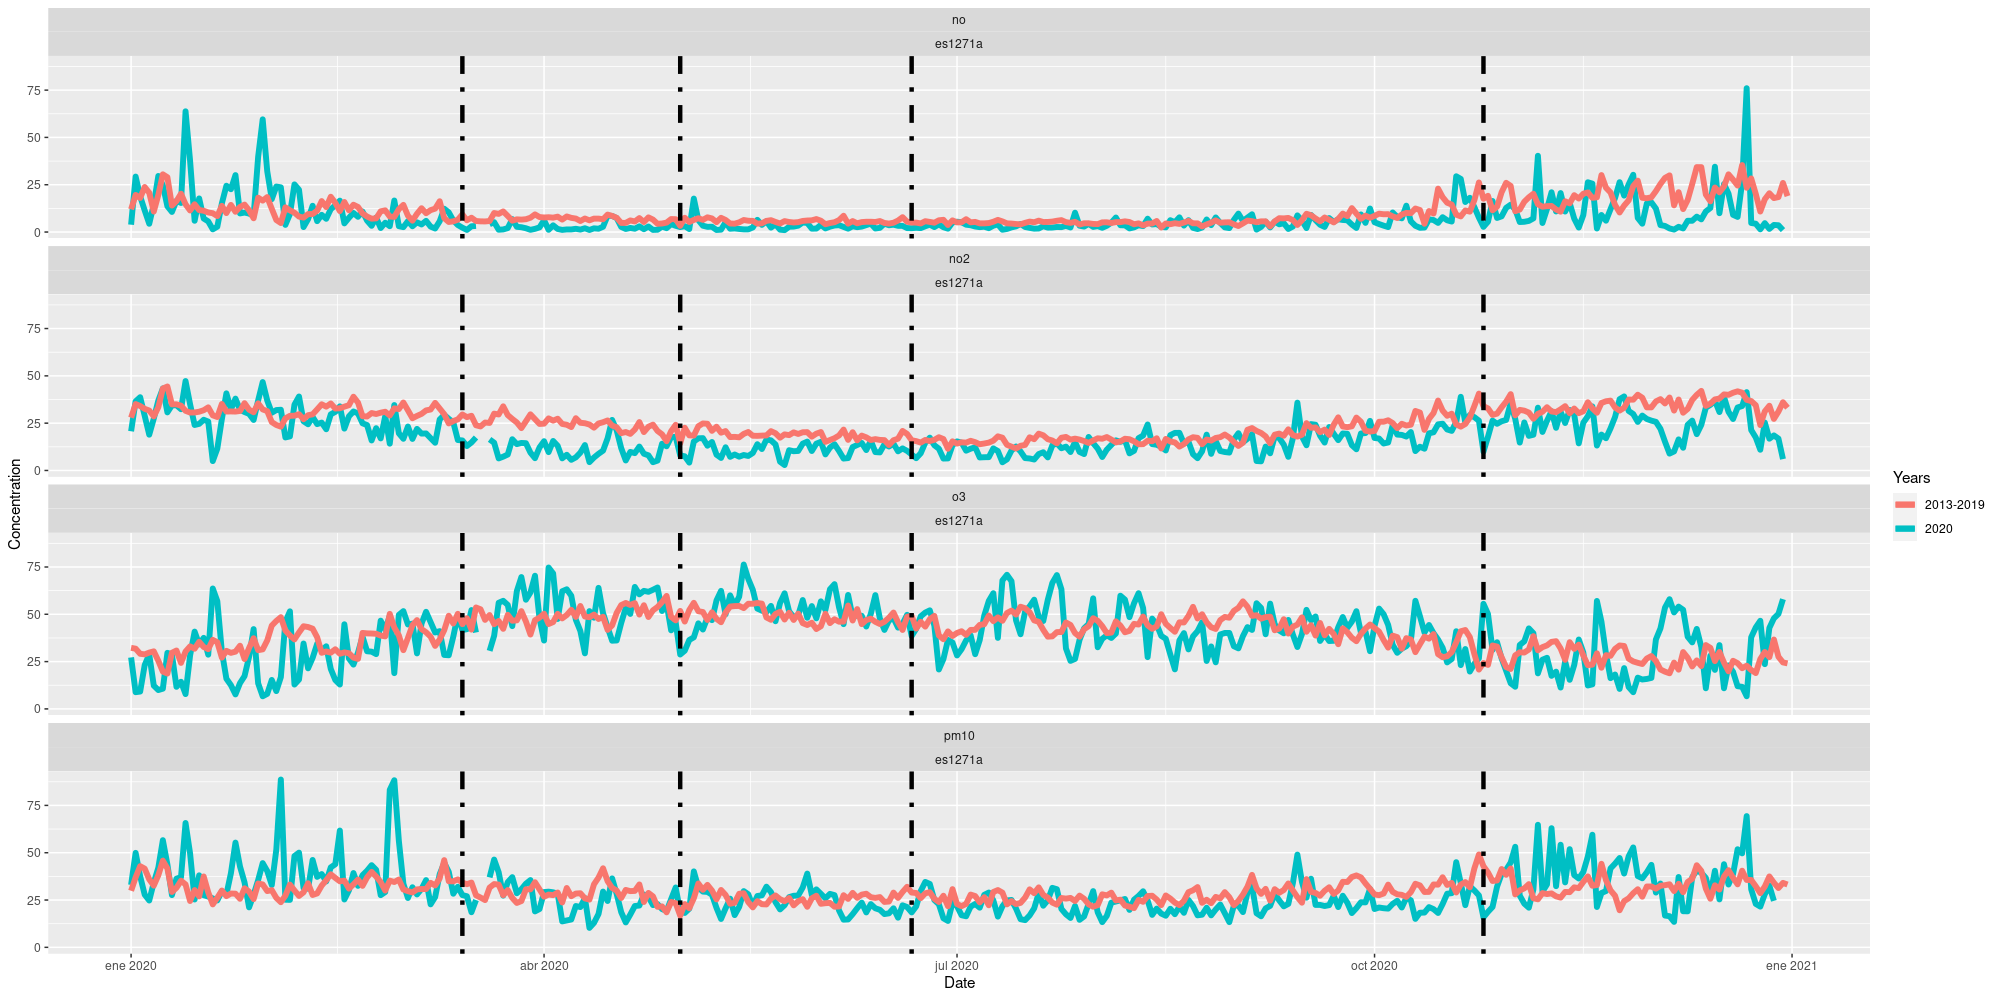 no
es1271a
75
50
25
0
no2
es1271a
75
50
25
0
o3
es1271a
75
50
25
0
pm10
es1271a
75
50
25
0
ene 2020
abr 2020
jul 2020
oct 2020
ene 2021
Date
Concentration
Years
2013-2019
2020